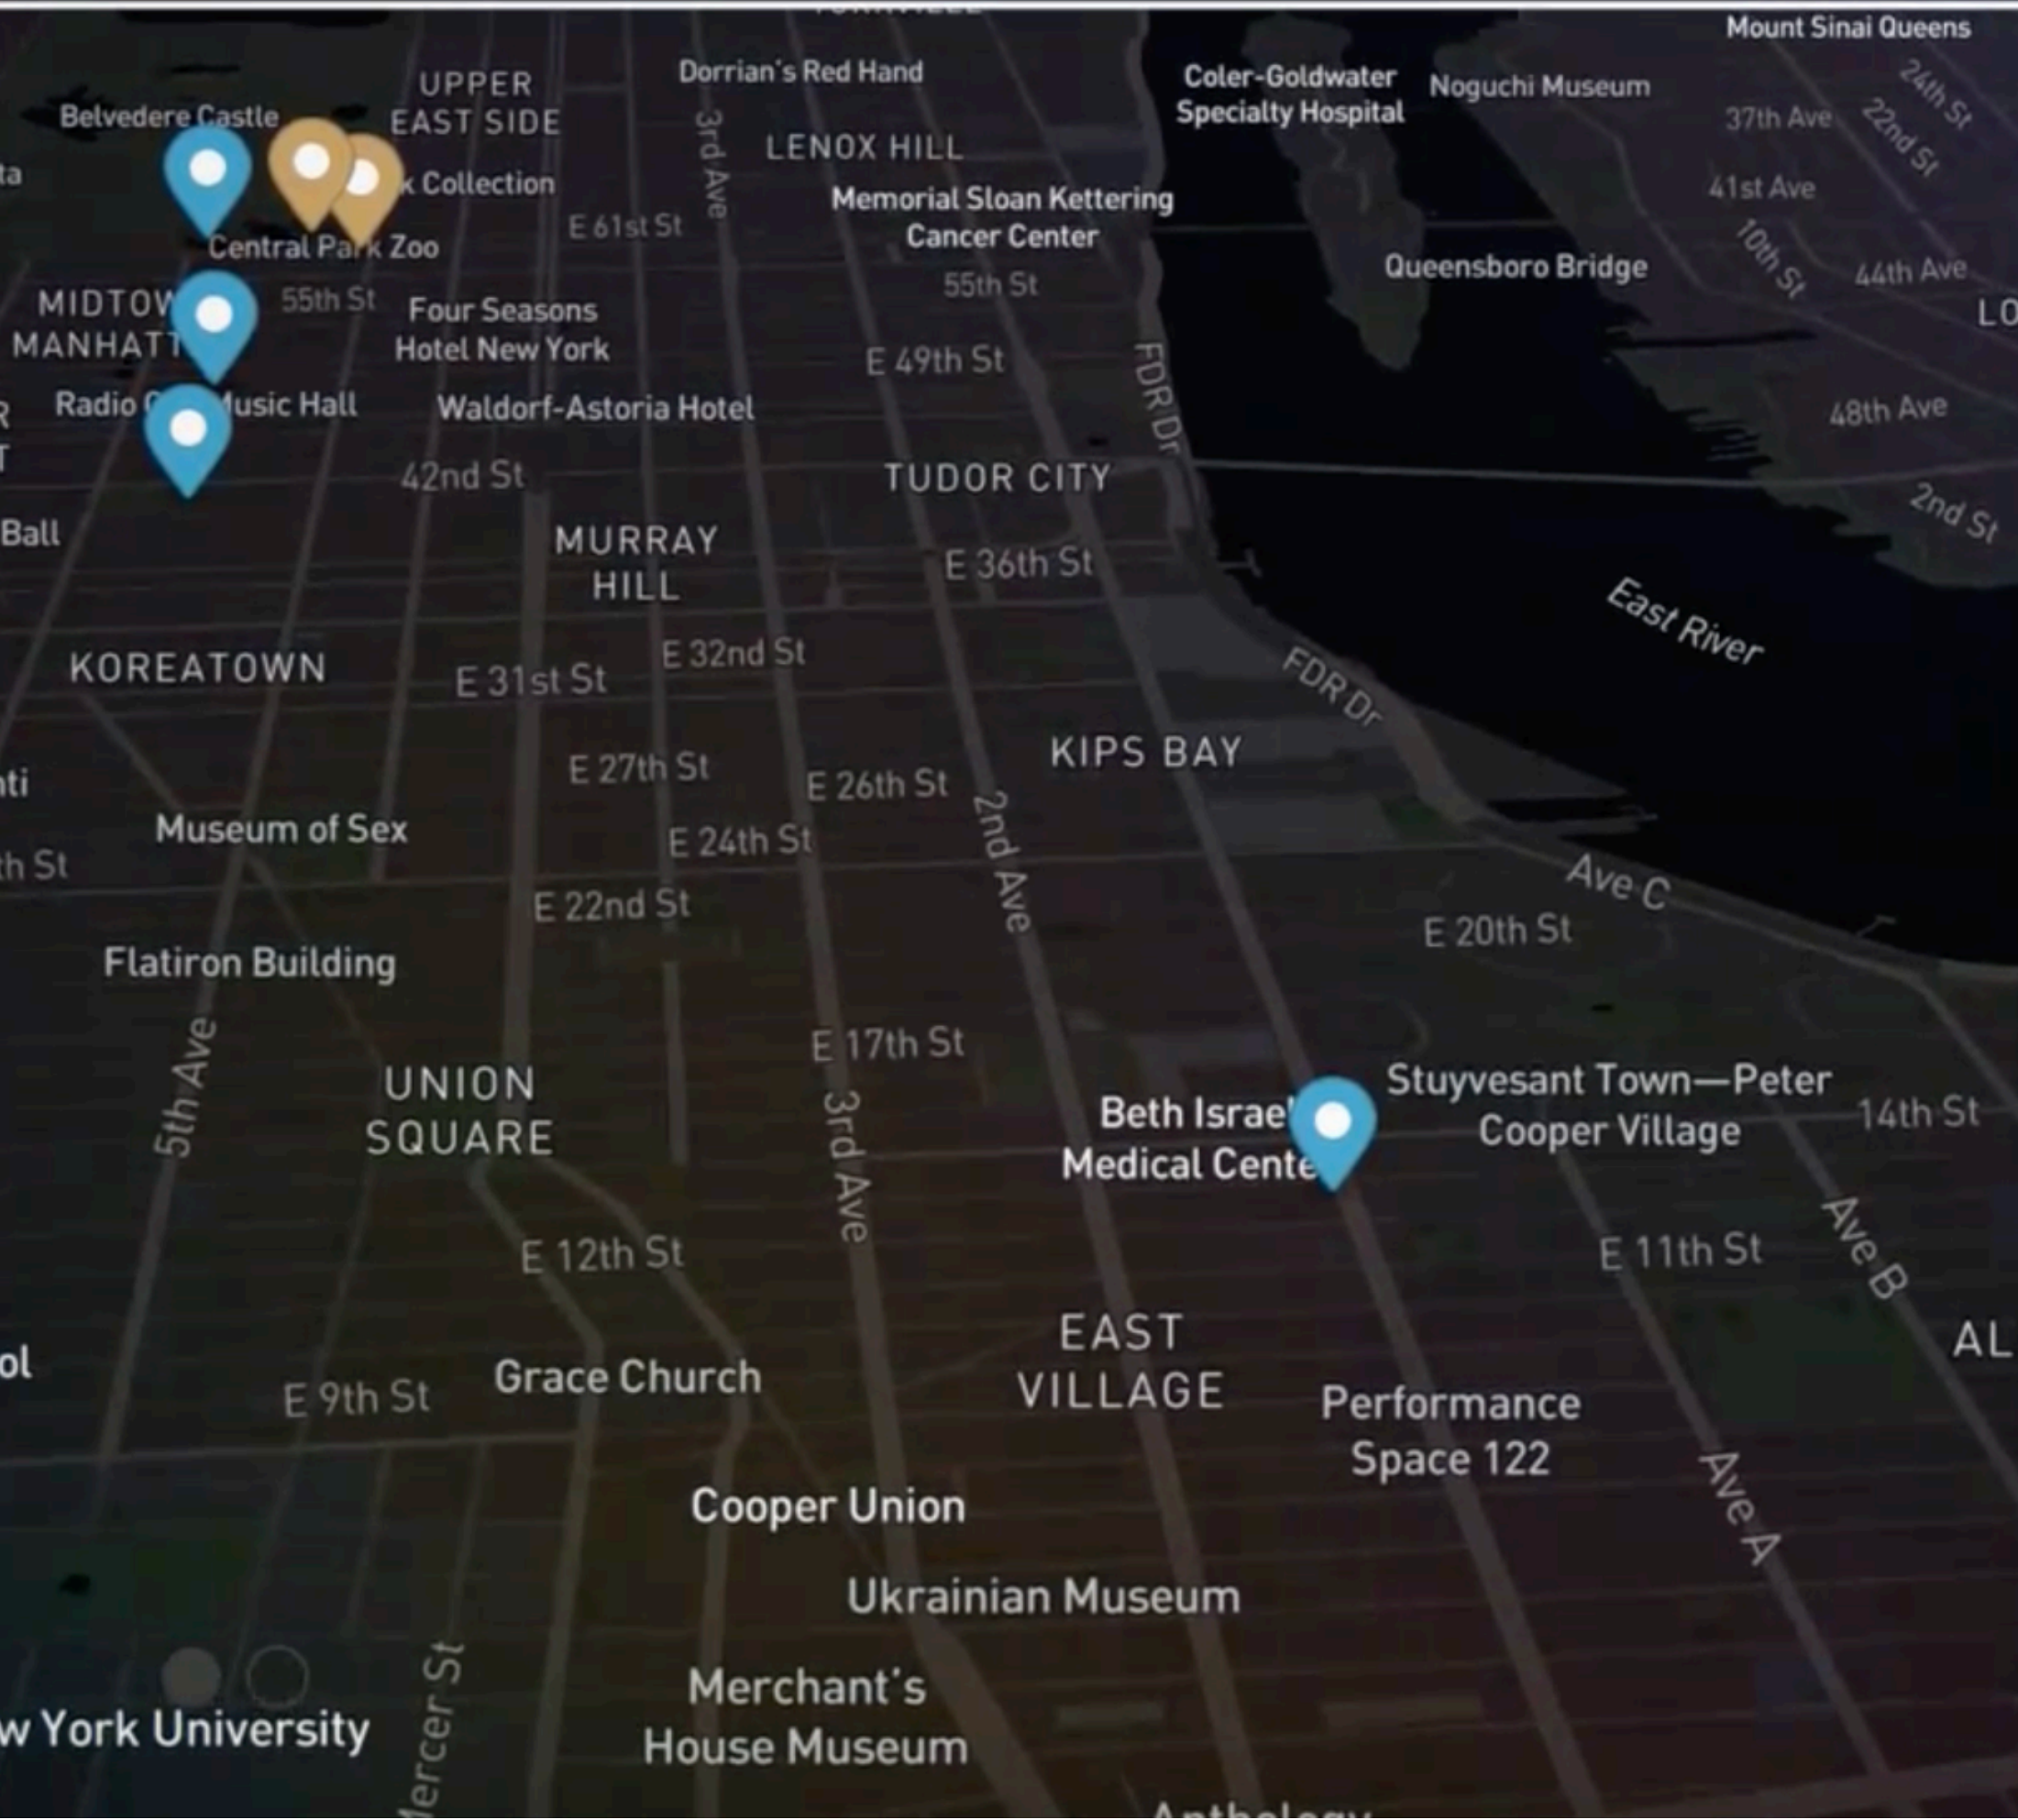 Mount Sinai Queens
Dorrian's Red Hand
UPPER
EAST SIDE
Coler-Goldwater
Specialty Hospital
Noguchi Museum
24th St
22nd St
37th Ave
Belvedere Castle
3rd Ave
LENOX HILL
ta
k Collection
Memorial Sloan Kettering
Cancer Center
41st Ave
10th St
E 61st St
Central Park Zoo
Queensboro Bridge
44th Ave
55th St
MIDTOW
MANHATT
55th St
Four Seasons
Hotel New York
LO
E 49th St
FDR Dr
Radio C Music Hall
Waldorf-Astoria Hotel
48th Ave
R
T
42nd St
TUDOR CITY
2nd St
Ball
MURRAY
HILL
E 36th St
East River
KOREATOWN
E 31st St
E 32nd St
FDR Dr
KIPS BAY
nti
E 27th St
E 26th St
2nd Ave
Museum of Sex
E 24th St
th St
Ave C
E 22nd St
E 20th St
Flatiron Building
5th Ave
E 17th St
UNION
SQUARE
3rd Ave
Beth Israel
Medical Cente
Stuyvesant Town—Peter
Cooper Village
14th St
E 12th St
E 11th St
Ave B
EAST
VILLAGE
AL
ol
Grace Church
E 9th St
Performance
Space 122
Ave A
Cooper Union
Ukrainian Museum
Mercer St
Merchant's
House Museum
w York University